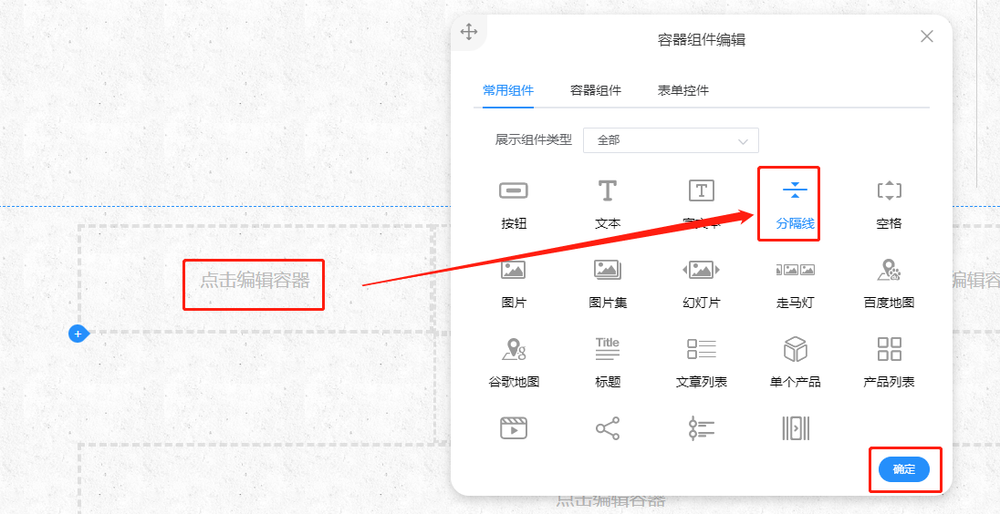 容器组件编辑
常用组件 容器组件 表单控件
展示组件类型 全部
按钮 文本 富文本 分隔线 空格
点击编辑容器
编辑容
图片 图片集 幻灯片 走马灯 百度地图
+
谷歌地图 Title 标题 文章列表 单个产品 产品列表
确定
点击编辑容器